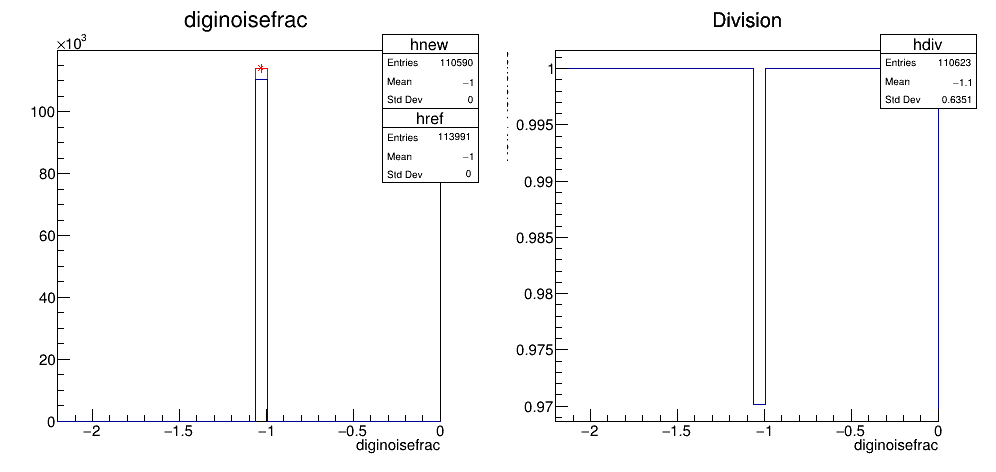 diginoisefrac
×10³
hnew
Entries 110590
Mean −1
Std Dev 0
href
Entries 113991
Mean −1
Std Dev 0
100
80
60
40
20
0
−2 −1.5 −1 −0.5 0
diginoisefrac
Division
hdiv
Entries 110623
Mean −1.1
Std Dev 0.6351
1
0.995
0.99
0.985
0.98
0.975
0.97
−2 −1.5 −1 −0.5 0
diginoisefrac